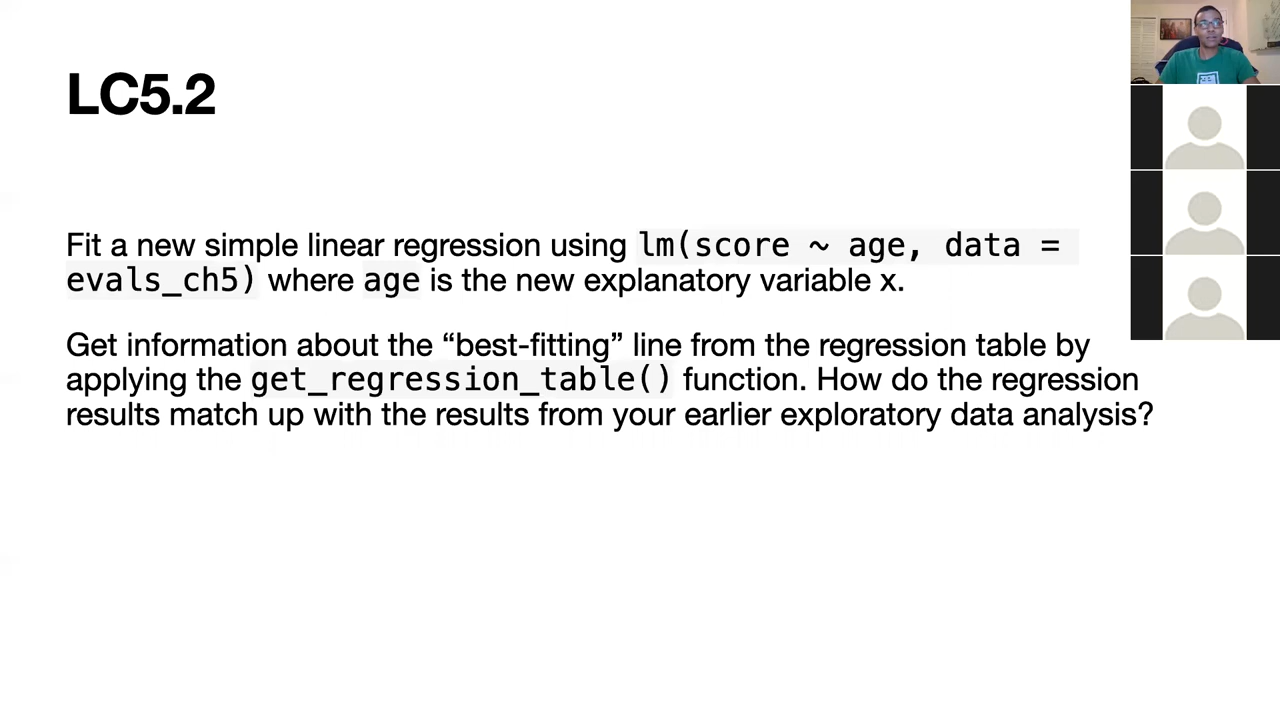 LC5.2
Fit a new simple linear regression using lm(score ~ age, data =
evals_ch5) where age is the new explanatory variable x.
Get information about the “best-fitting” line from the regression table by
applying the get_regression_table() function. How do the regression
results match up with the results from your earlier exploratory data analysis?